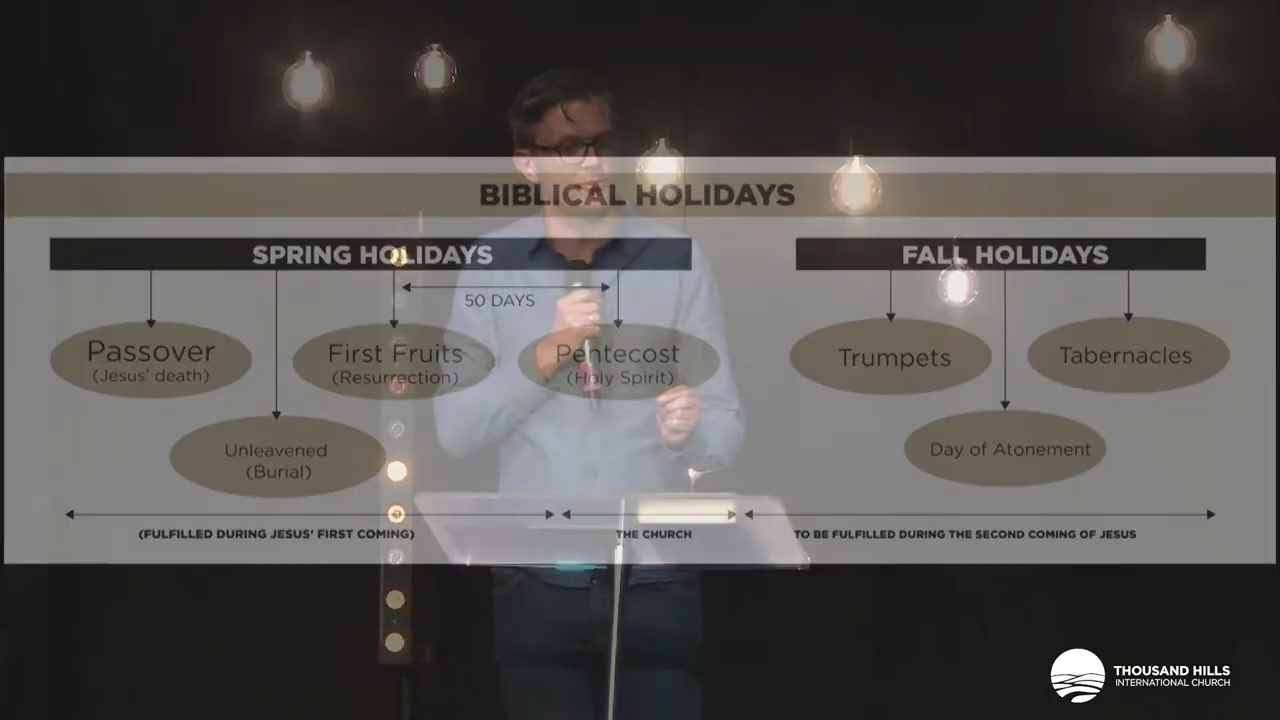 BIBLICAL HOLIDAYS
SPRING HOLIDAYS
FALL HOLIDAYS
50 DAYS
Passover
(Jesus' death)
First Fruits
(Resurrection)
Pentecost
(Holy Spirit)
Trumpets
Tabernacles
Unleavened
(Burial)
Day of Atonement
(FULFILLED DURING JESUS' FIRST COMING)
THE CHURCH
TO BE FULFILLED DURING THE SECOND COMING OF JESUS
THOUSAND HILLS
INTERNATIONAL CHURCH